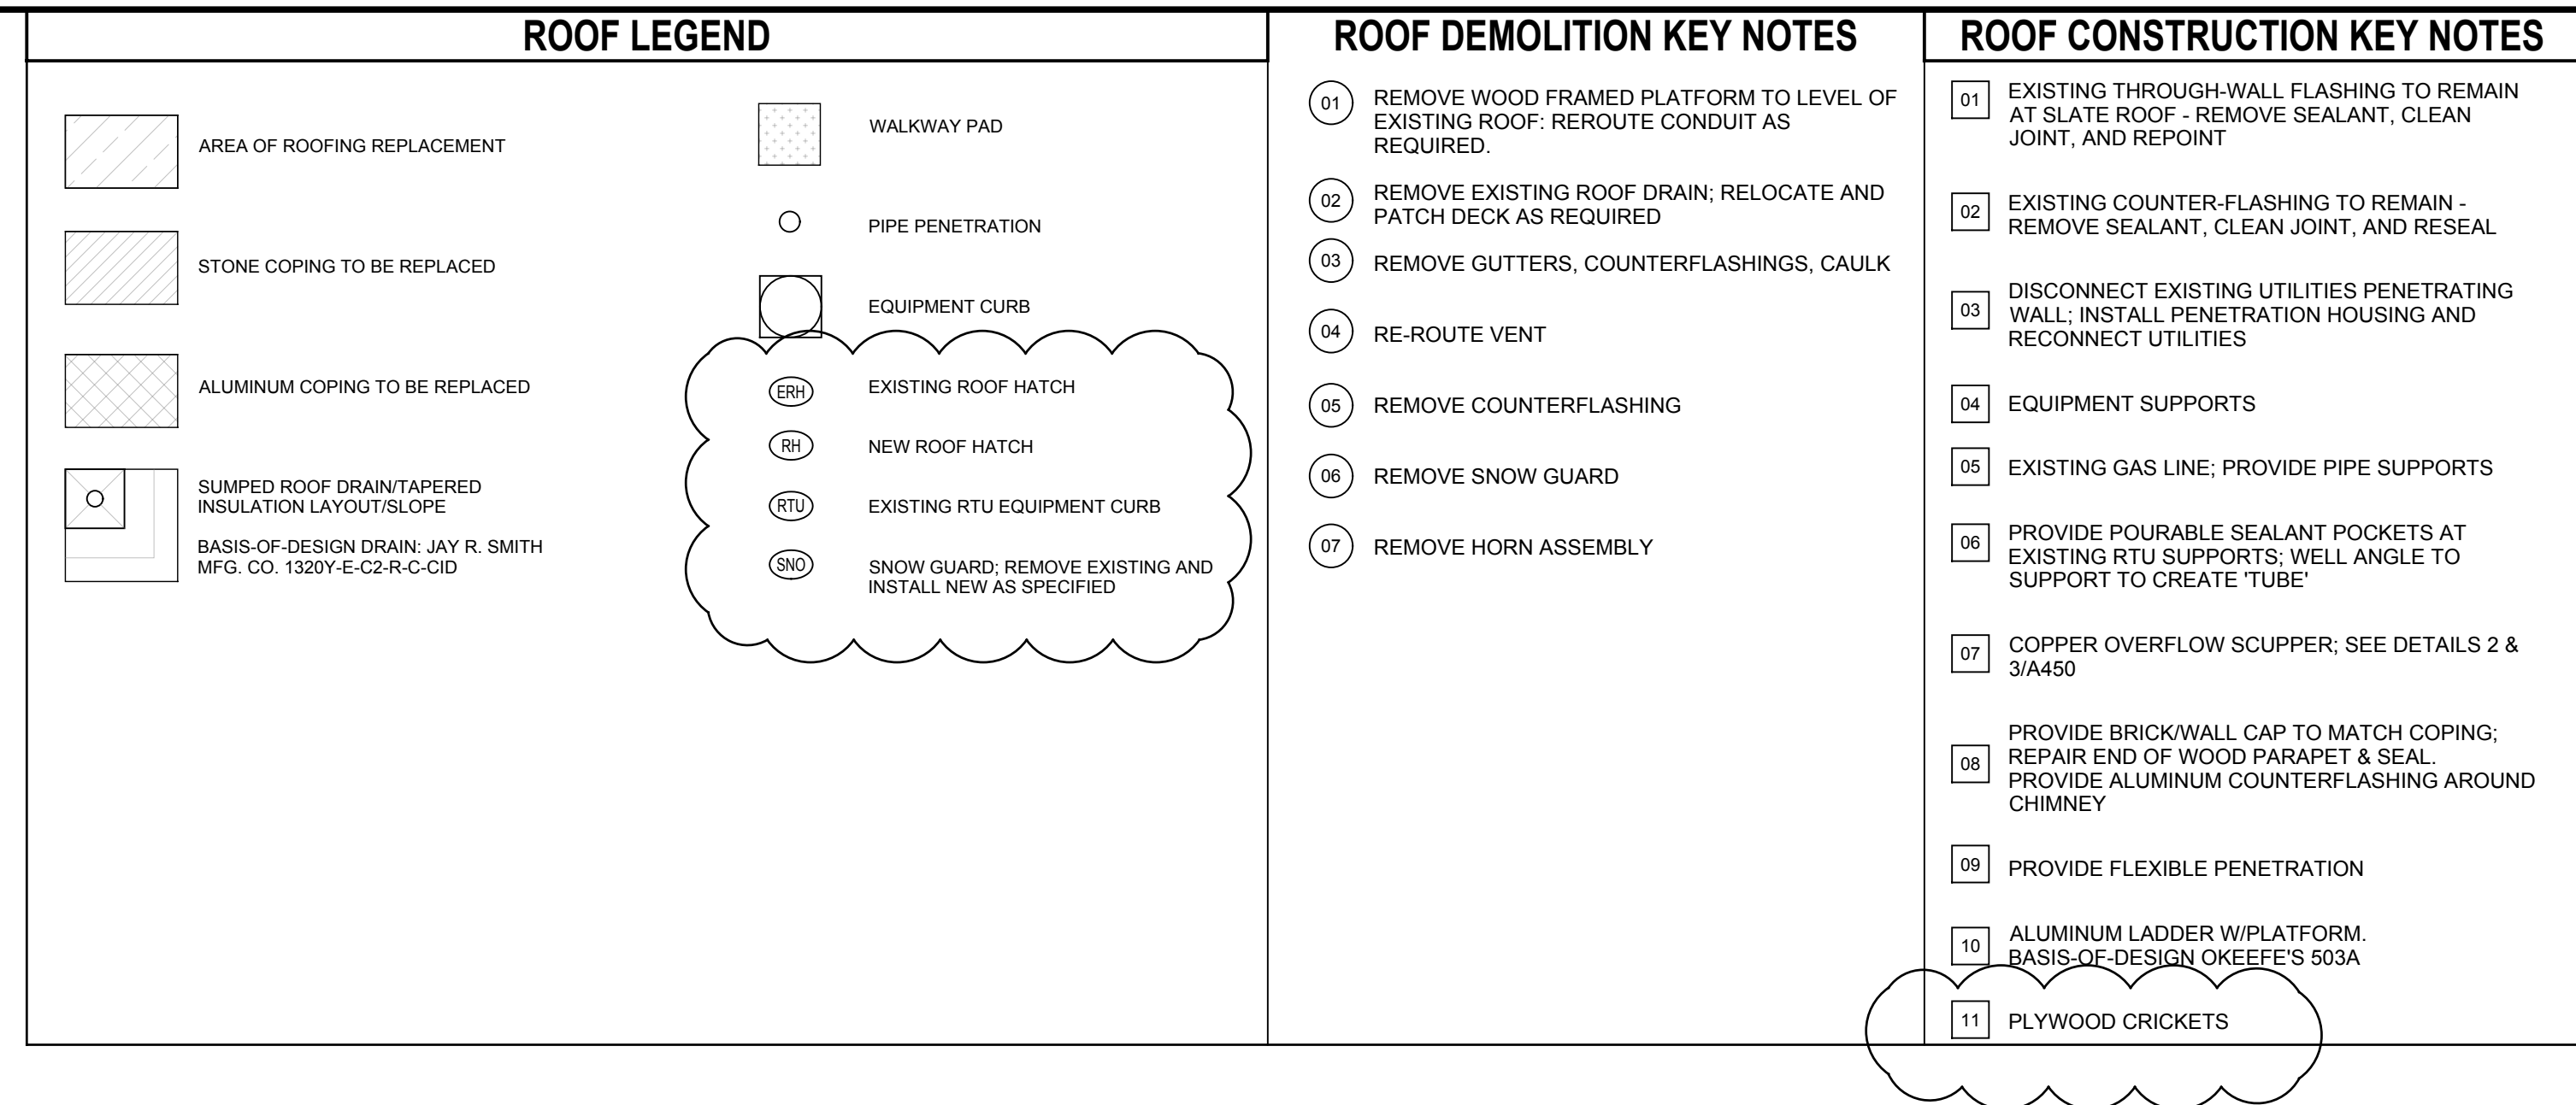 ROOF LEGEND
AREA OF ROOFING REPLACEMENT
STONE COPING TO BE REPLACED
ALUMINUM COPING TO BE REPLACED
SUMPED ROOF DRAIN/TAPERED
INSULATION LAYOUT/SLOPE
BASIS-OF-DESIGN DRAIN: JAY R. SMITH
MFG. CO. 1320Y-E-C2-R-C-CID
WALKWAY PAD
PIPE PENETRATION
EQUIPMENT CURB
ERH EXISTING ROOF HATCH
RH NEW ROOF HATCH
RTU EXISTING RTU EQUIPMENT CURB
SNO SNOW GUARD; REMOVE EXISTING AND
INSTALL NEW AS SPECIFIED
ROOF DEMOLITION KEY NOTES
01 REMOVE WOOD FRAMED PLATFORM TO LEVEL OF
EXISTING ROOF: REROUTE CONDUIT AS
REQUIRED.
02 REMOVE EXISTING ROOF DRAIN; RELOCATE AND
PATCH DECK AS REQUIRED
03 REMOVE GUTTERS, COUNTERFLASHINGS, CAULK
04 RE-ROUTE VENT
05 REMOVE COUNTERFLASHING
06 REMOVE SNOW GUARD
07 REMOVE HORN ASSEMBLY
ROOF CONSTRUCTION KEY NOTES
01 EXISTING THROUGH-WALL FLASHING TO REMAIN
AT SLATE ROOF - REMOVE SEALANT, CLEAN
JOINT, AND REPOINT
02 EXISTING COUNTER-FLASHING TO REMAIN -
REMOVE SEALANT, CLEAN JOINT, AND RESEAL
03 DISCONNECT EXISTING UTILITIES PENETRATING
WALL; INSTALL PENETRATION HOUSING AND
RECONNECT UTILITIES
04 EQUIPMENT SUPPORTS
05 EXISTING GAS LINE; PROVIDE PIPE SUPPORTS
06 PROVIDE POURABLE SEALANT POCKETS AT
EXISTING RTU SUPPORTS; WELL ANGLE TO
SUPPORT TO CREATE 'TUBE'
07 COPPER OVERFLOW SCUPPER; SEE DETAILS 2 &
3/A450
08 PROVIDE BRICK/WALL CAP TO MATCH COPING;
REPAIR END OF WOOD PARAPET & SEAL.
PROVIDE ALUMINUM COUNTERFLASHING AROUND
CHIMNEY
09 PROVIDE FLEXIBLE PENETRATION
10 ALUMINUM LADDER W/PLATFORM.
BASIS-OF-DESIGN OKEEFE'S 503A
11 PLYWOOD CRICKETS